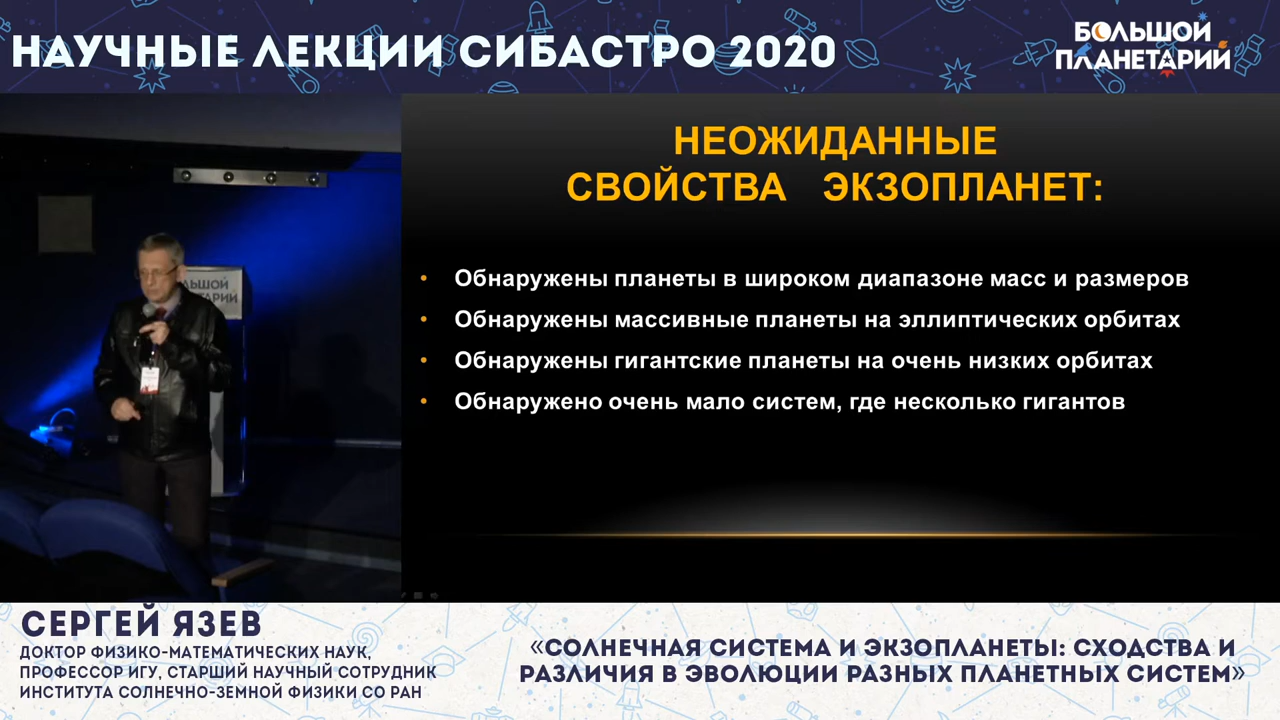 НАУЧНЫЕ ЛЕКЦИИ СИБАСТРО 2020
БОЛЬШОЙ
ПЛАНЕТАРИЙ
НЕОЖИДАННЫЕ
СВОЙСТВА ЭКЗОПЛАНЕТ:
• Обнаружены планеты в широком диапазоне масс и размеров
• Обнаружены массивные планеты на эллиптических орбитах
• Обнаружены гигантские планеты на очень низких орбитах
• Обнаружено очень мало систем, где несколько гигантов
СЕРГЕЙ ЯЗЕВ
ДОКТОР ФИЗИКО-МАТЕМАТИЧЕСКИХ НАУК,
ПРОФЕССОР ИГУ, СТАРШИЙ НАУЧНЫЙ СОТРУДНИК
ИНСТИТУТА СОЛНЕЧНО-ЗЕМНОЙ ФИЗИКИ СО РАН
«СОЛНЕЧНАЯ СИСТЕМА И ЭКЗОПЛАНЕТЫ: СХОДСТВА И
РАЗЛИЧИЯ В ЭВОЛЮЦИИ РАЗНЫХ ПЛАНЕТНЫХ СИСТЕМ»